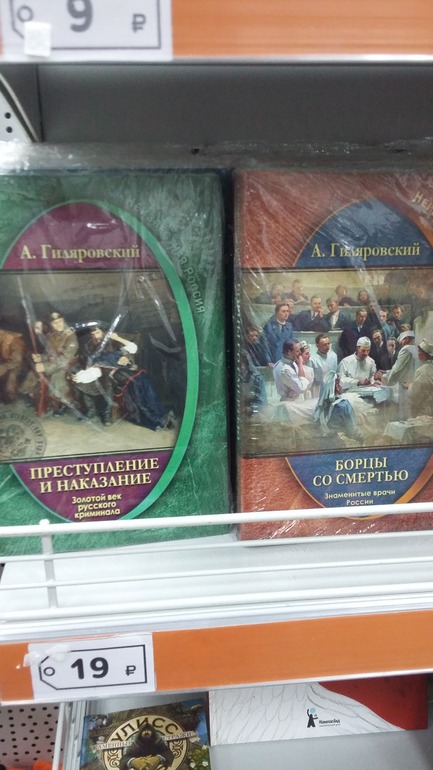 9 ₽
А. Гиляровский
ПРЕСТУПЛЕНИЕ
И НАКАЗАНИЕ
Золотой век
русского
криминала
А. Гиляровский
БОРЦЫ
СО СМЕРТЬЮ
Знаменитые врачи
России
19 ₽
УЛИСС